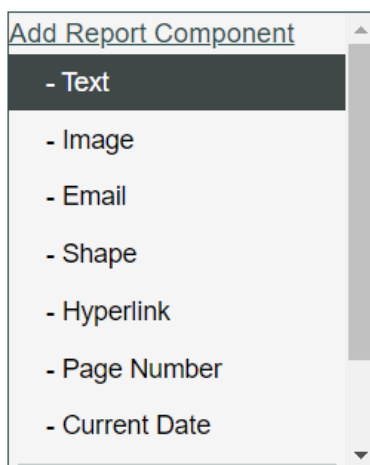 Add Report Component
- Text
- Image
- Email
- Shape
- Hyperlink
- Page Number
- Current Date